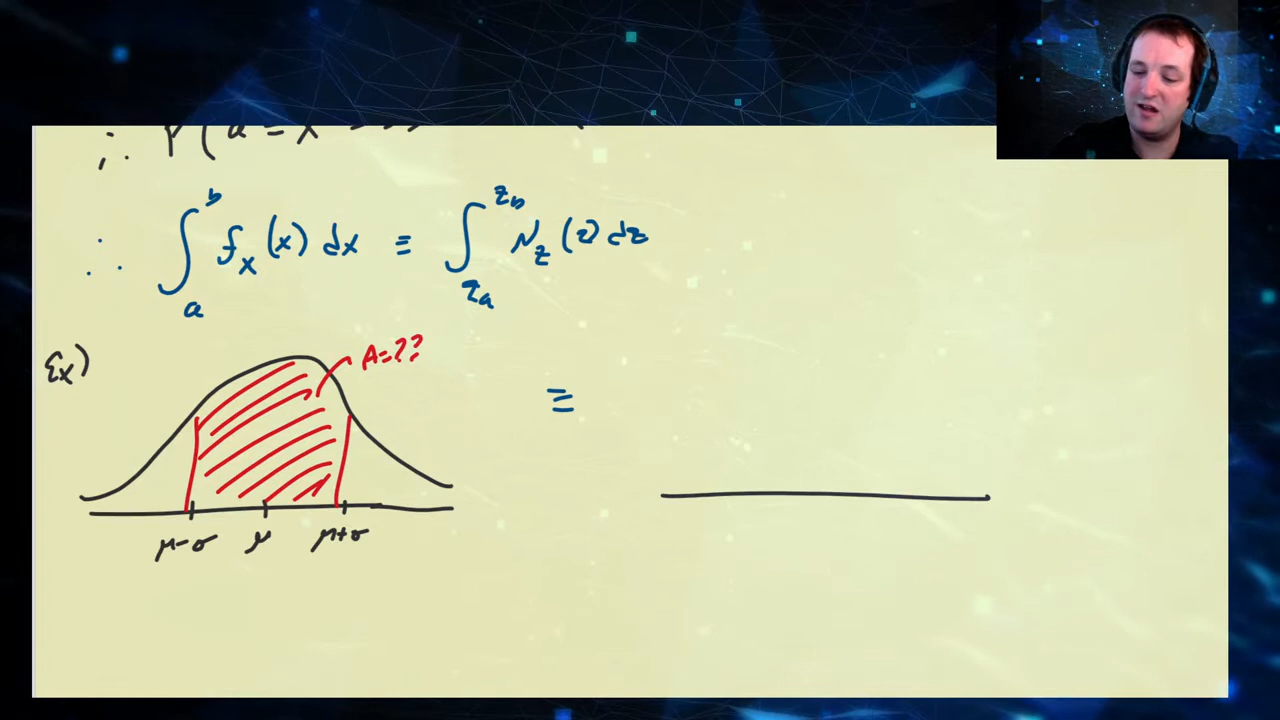 ∴ P(a ≤ x
∴ ∫_a^b f_x(x) dx ≡ ∫_{z_a}^{z_b} N_z(z) dz
Ex)
A=??
≡
μ-σ μ μ+σ